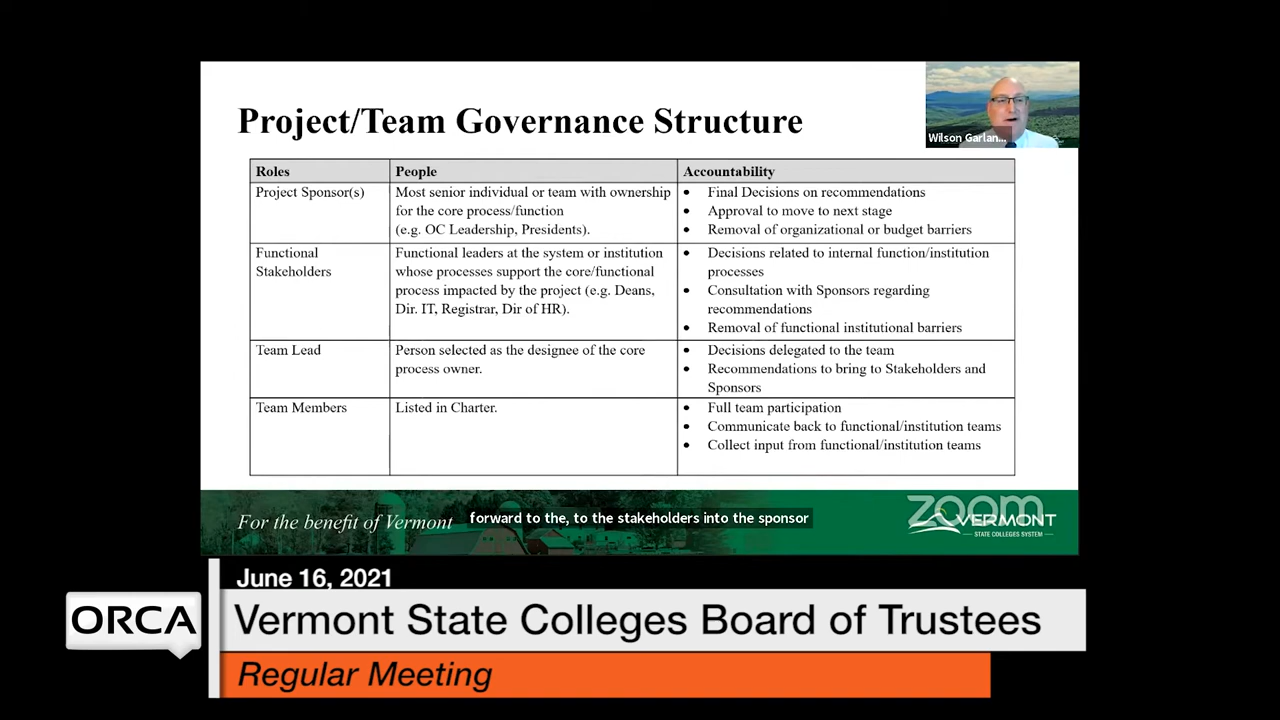 Project/Team Governance Structure
Wilson Garlan...
Roles People Accountability
Project Sponsor(s)
Most senior individual or team with ownership
for the core process/function
(e.g. OC Leadership, Presidents).
• Final Decisions on recommendations
• Approval to move to next stage
• Removal of organizational or budget barriers
Functional
Stakeholders
Functional leaders at the system or institution
whose processes support the core/functional
process impacted by the project (e.g. Deans,
Dir. IT, Registrar, Dir of HR).
• Decisions related to internal function/institution
processes
• Consultation with Sponsors regarding
recommendations
• Removal of functional institutional barriers
Team Lead
Person selected as the designee of the core
process owner.
• Decisions delegated to the team
• Recommendations to bring to Stakeholders and
Sponsors
Team Members
Listed in Charter.
• Full team participation
• Communicate back to functional/institution teams
• Collect input from functional/institution teams
For the benefit of Vermont
forward to the, to the stakeholders into the sponsor
zoom
VERMONT
STATE COLLEGES SYSTEM
June 16, 2021
ORCA
Vermont State Colleges Board of Trustees
Regular Meeting